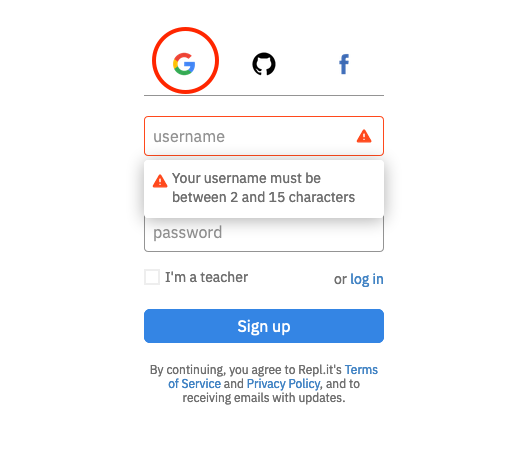 username
Your username must be
between 2 and 15 characters
password
I'm a teacher
or log in
Sign up
By continuing, you agree to Repl.it's Terms
of Service and Privacy Policy, and to
receiving emails with updates.